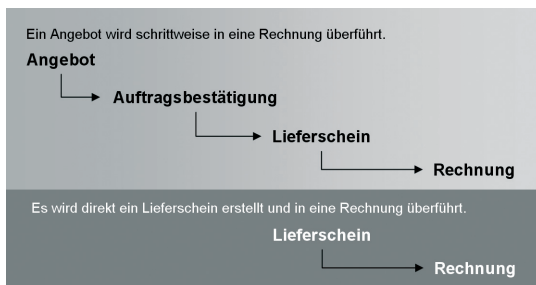 Ein Angebot wird schrittweise in eine Rechnung überführt.
Angebot
Auftragsbestätigung
Lieferschein
Rechnung
Es wird direkt ein Lieferschein erstellt und in eine Rechnung überführt.
Lieferschein
Rechnung